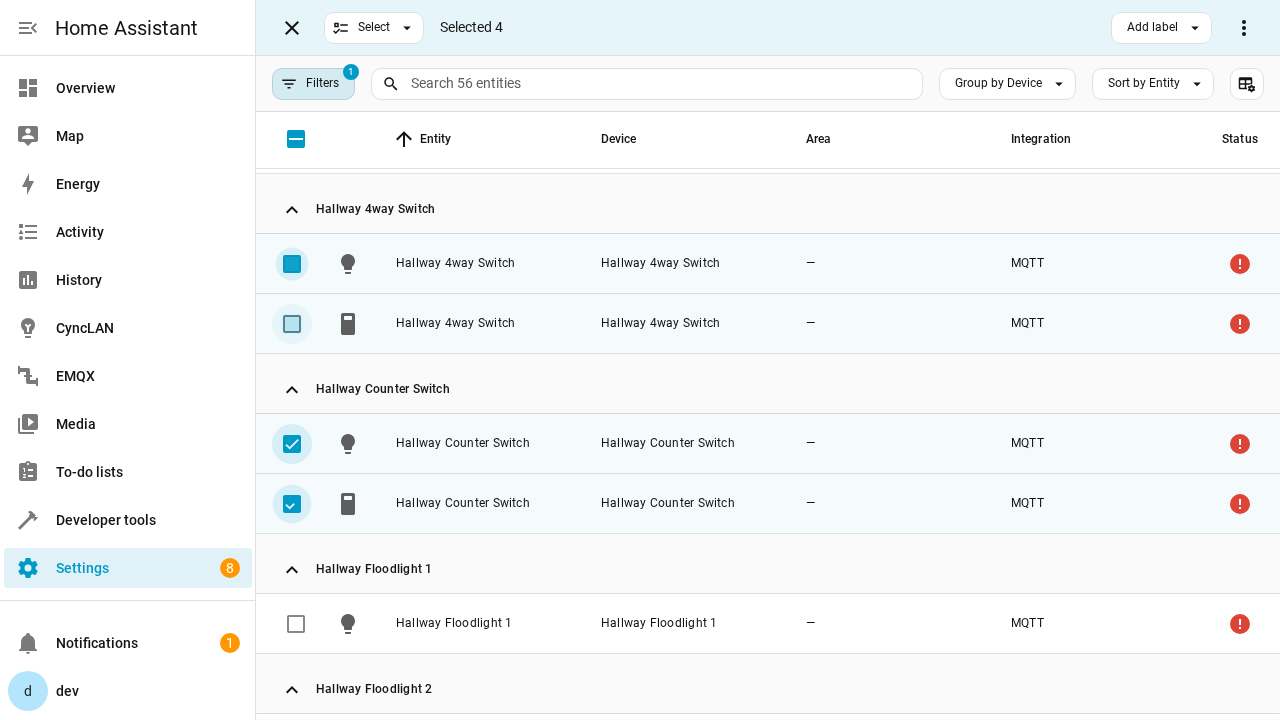 Home Assistant
Select
Selected 4
Add label
Filters
1
Search 56 entities
Group by Device
Sort by Entity
Overview
Map
Energy
Activity
History
CyncLAN
EMQX
Media
To-do lists
Developer tools
Settings
8
Notifications
1
d
dev
Entity Device Area Integration Status
Hallway 4way Switch
Hallway 4way Switch Hallway 4way Switch — MQTT
Hallway 4way Switch Hallway 4way Switch — MQTT
Hallway Counter Switch
Hallway Counter Switch Hallway Counter Switch — MQTT
Hallway Counter Switch Hallway Counter Switch — MQTT
Hallway Floodlight 1
Hallway Floodlight 1 Hallway Floodlight 1 — MQTT
Hallway Floodlight 2